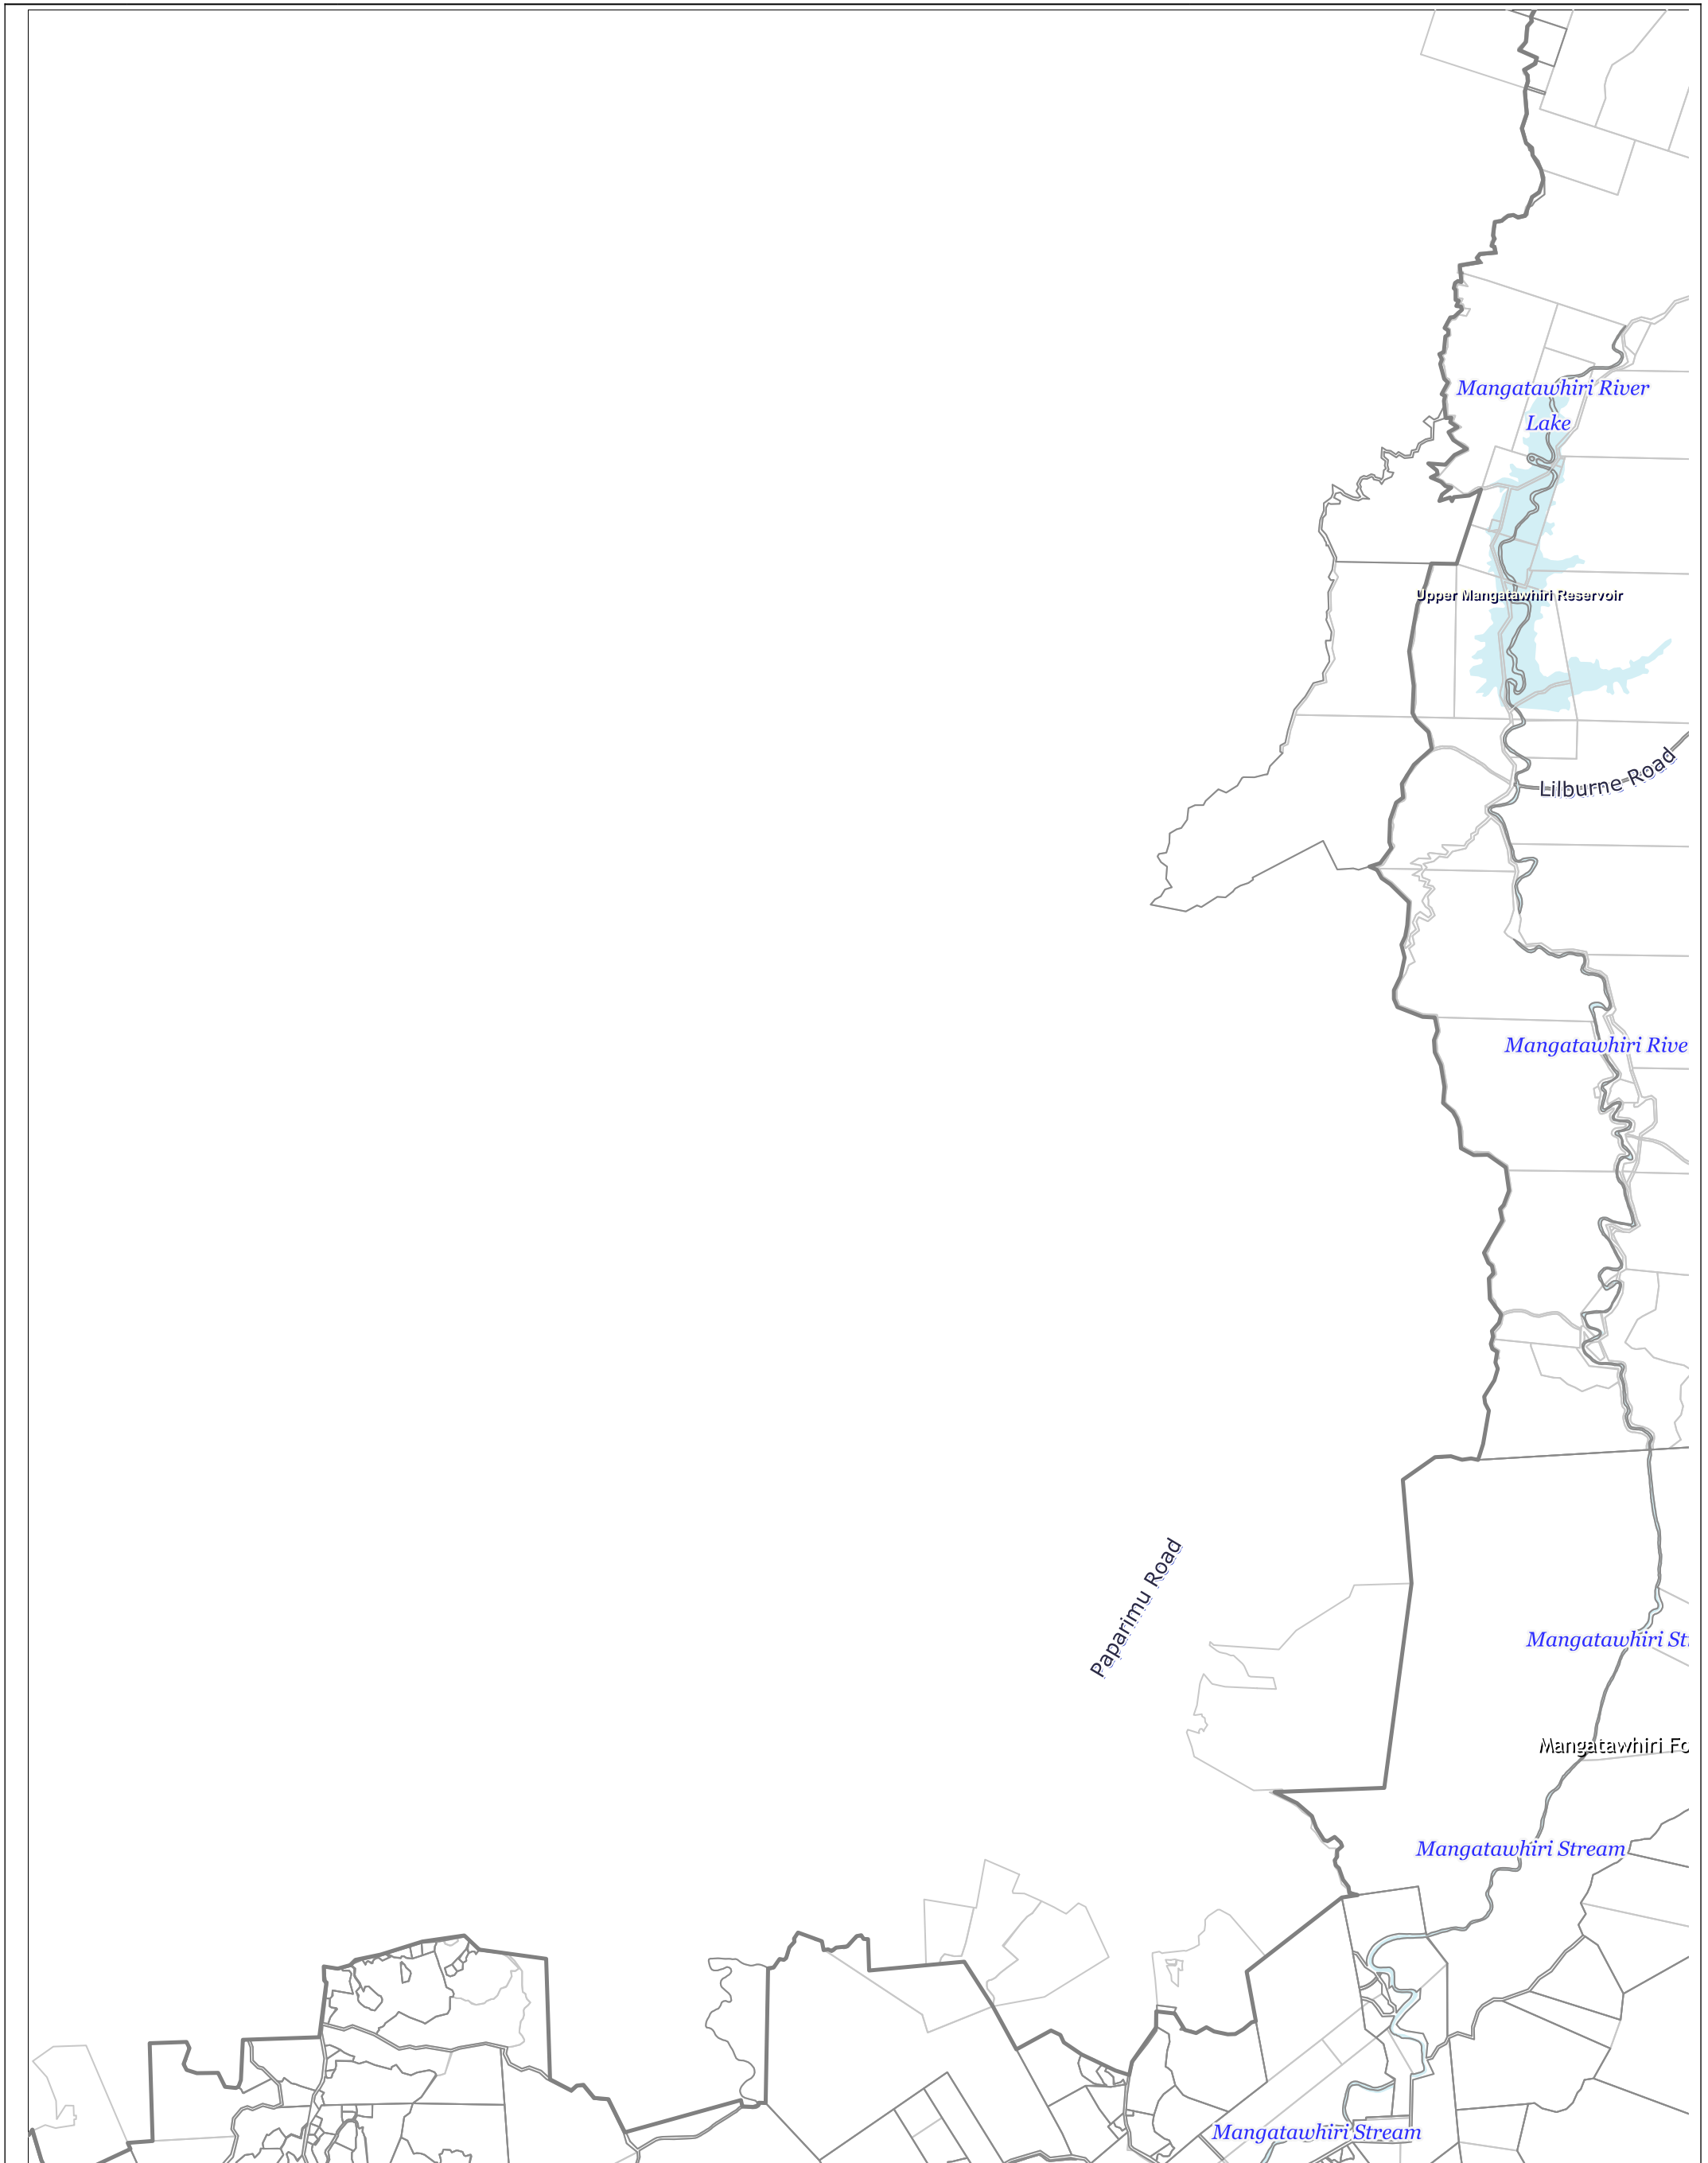 Mangatawhiri River
Lake
Upper Mangatawhiri Reservoir
Lilburne Road
Mangatawhiri Rive
Paparimu Road
Mangatawhiri St
Mangatawhiri Fo
Mangatawhiri Stream
Mangatawhiri Stream